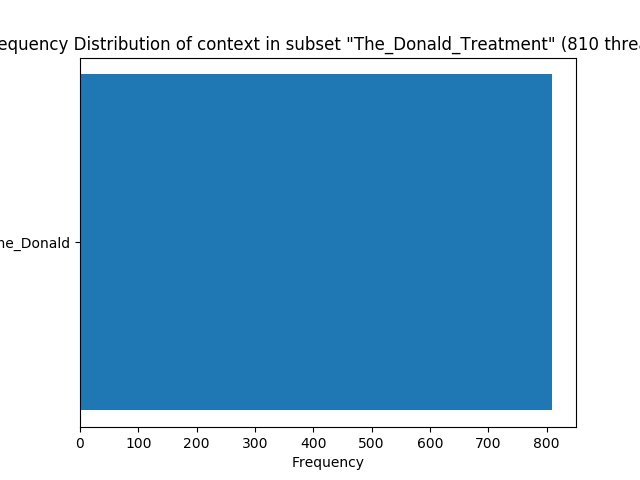 equency Distribution of context in subset "The_Donald_Treatment" (810 threa
he_Donald
0 100 200 300 400 500 600 700 800
Frequency